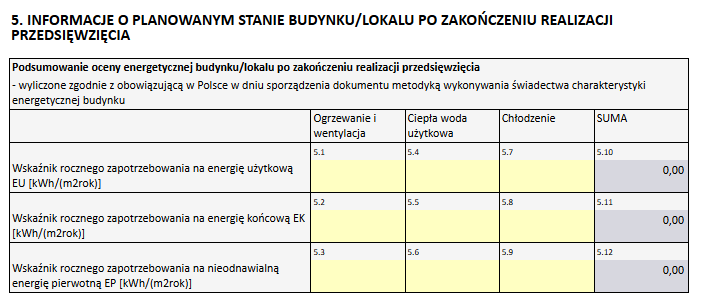 5. INFORMACJE O PLANOWANYM STANIE BUDYNKU/LOKALU PO ZAKOŃCZENIU REALIZACJI
PRZEDSIĘWZIĘCIA
Podsumowanie oceny energetycznej budynku/lokalu po zakończeniu realizacji przedsięwzięcia
- wyliczone zgodnie z obowiązującą w Polsce w dniu sporządzenia dokumentu metodyką wykonywania świadectwa charakterystyki
energetycznej budynku
Ogrzewanie i
wentylacja
Ciepła woda
użytkowa
Chłodzenie
SUMA
Wskaźnik rocznego zapotrzebowania na energię użytkową
EU [kWh/(m2rok)]
5.1
5.4
5.7
5.10
0,00
Wskaźnik rocznego zapotrzebowania na energię końcową EK
[kWh/(m2rok)]
5.2
5.5
5.8
5.11
0,00
Wskaźnik rocznego zapotrzebowania na nieodnawialną
energię pierwotną EP [kWh/(m2rok)]
5.3
5.6
5.9
5.12
0,00